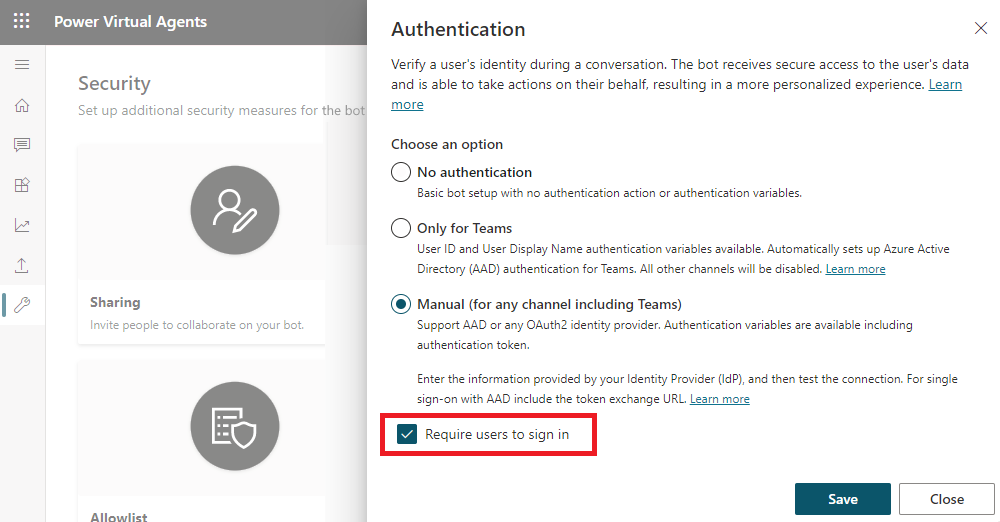 Power Virtual Agents
Security
Set up additional security measures for the bot
Sharing
Invite people to collaborate on your bot.
Allowlist
Authentication
Verify a user's identity during a conversation. The bot receives secure access to the user's data
and is able to take actions on their behalf, resulting in a more personalized experience. Learn
more
Choose an option
No authentication
Basic bot setup with no authentication action or authentication variables.
Only for Teams
User ID and User Display Name authentication variables available. Automatically sets up Azure Active
Directory (AAD) authentication for Teams. All other channels will be disabled. Learn more
Manual (for any channel including Teams)
Support AAD or any OAuth2 identity provider. Authentication variables are available including
authentication token.
Enter the information provided by your Identity Provider (IdP), and then test the connection. For single
sign-on with AAD include the token exchange URL. Learn more
Require users to sign in
Save
Close